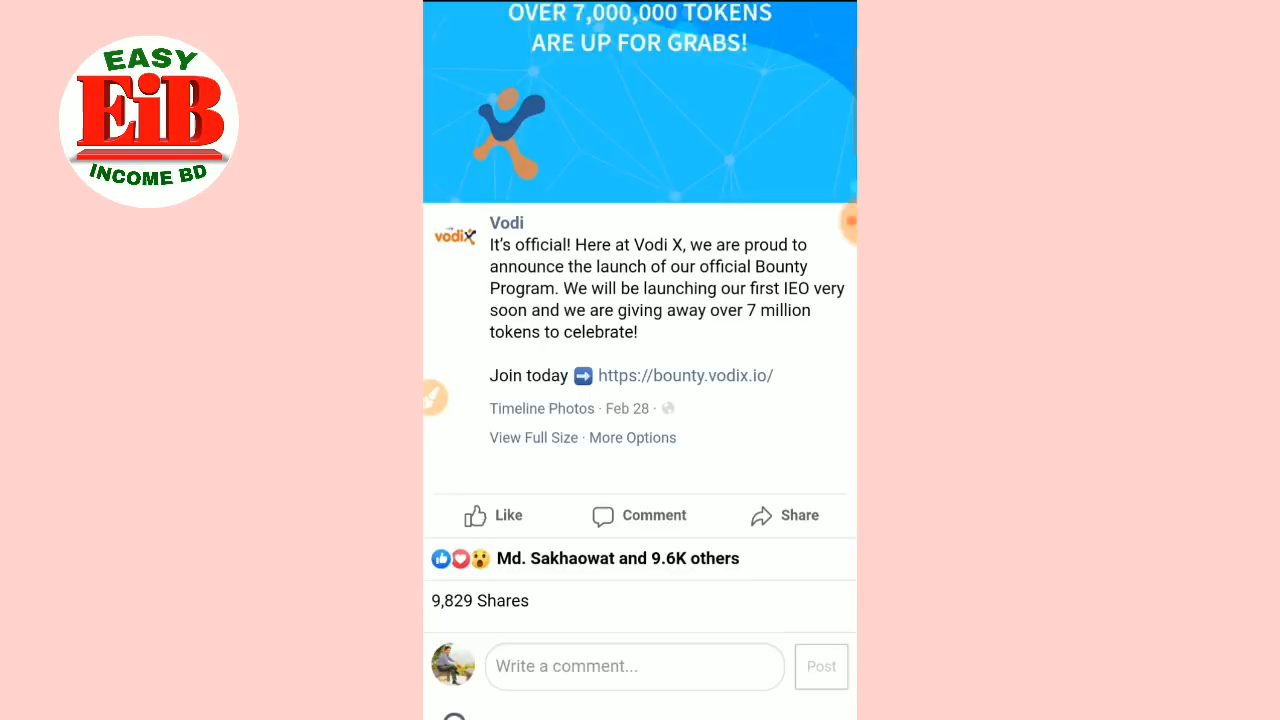 EASY
EiB
INCOME BD
OVER 7,000,000 TOKENS
ARE UP FOR GRABS!
vodiX
Vodi
It's official! Here at Vodi X, we are proud to
announce the launch of our official Bounty
Program. We will be launching our first IEO very
soon and we are giving away over 7 million
tokens to celebrate!
Join today ➡️ https://bounty.vodix.io/
Timeline Photos · Feb 28 ·
View Full Size · More Options
Like Comment Share
Md. Sakhaowat and 9.6K others
9,829 Shares
Write a comment... Post